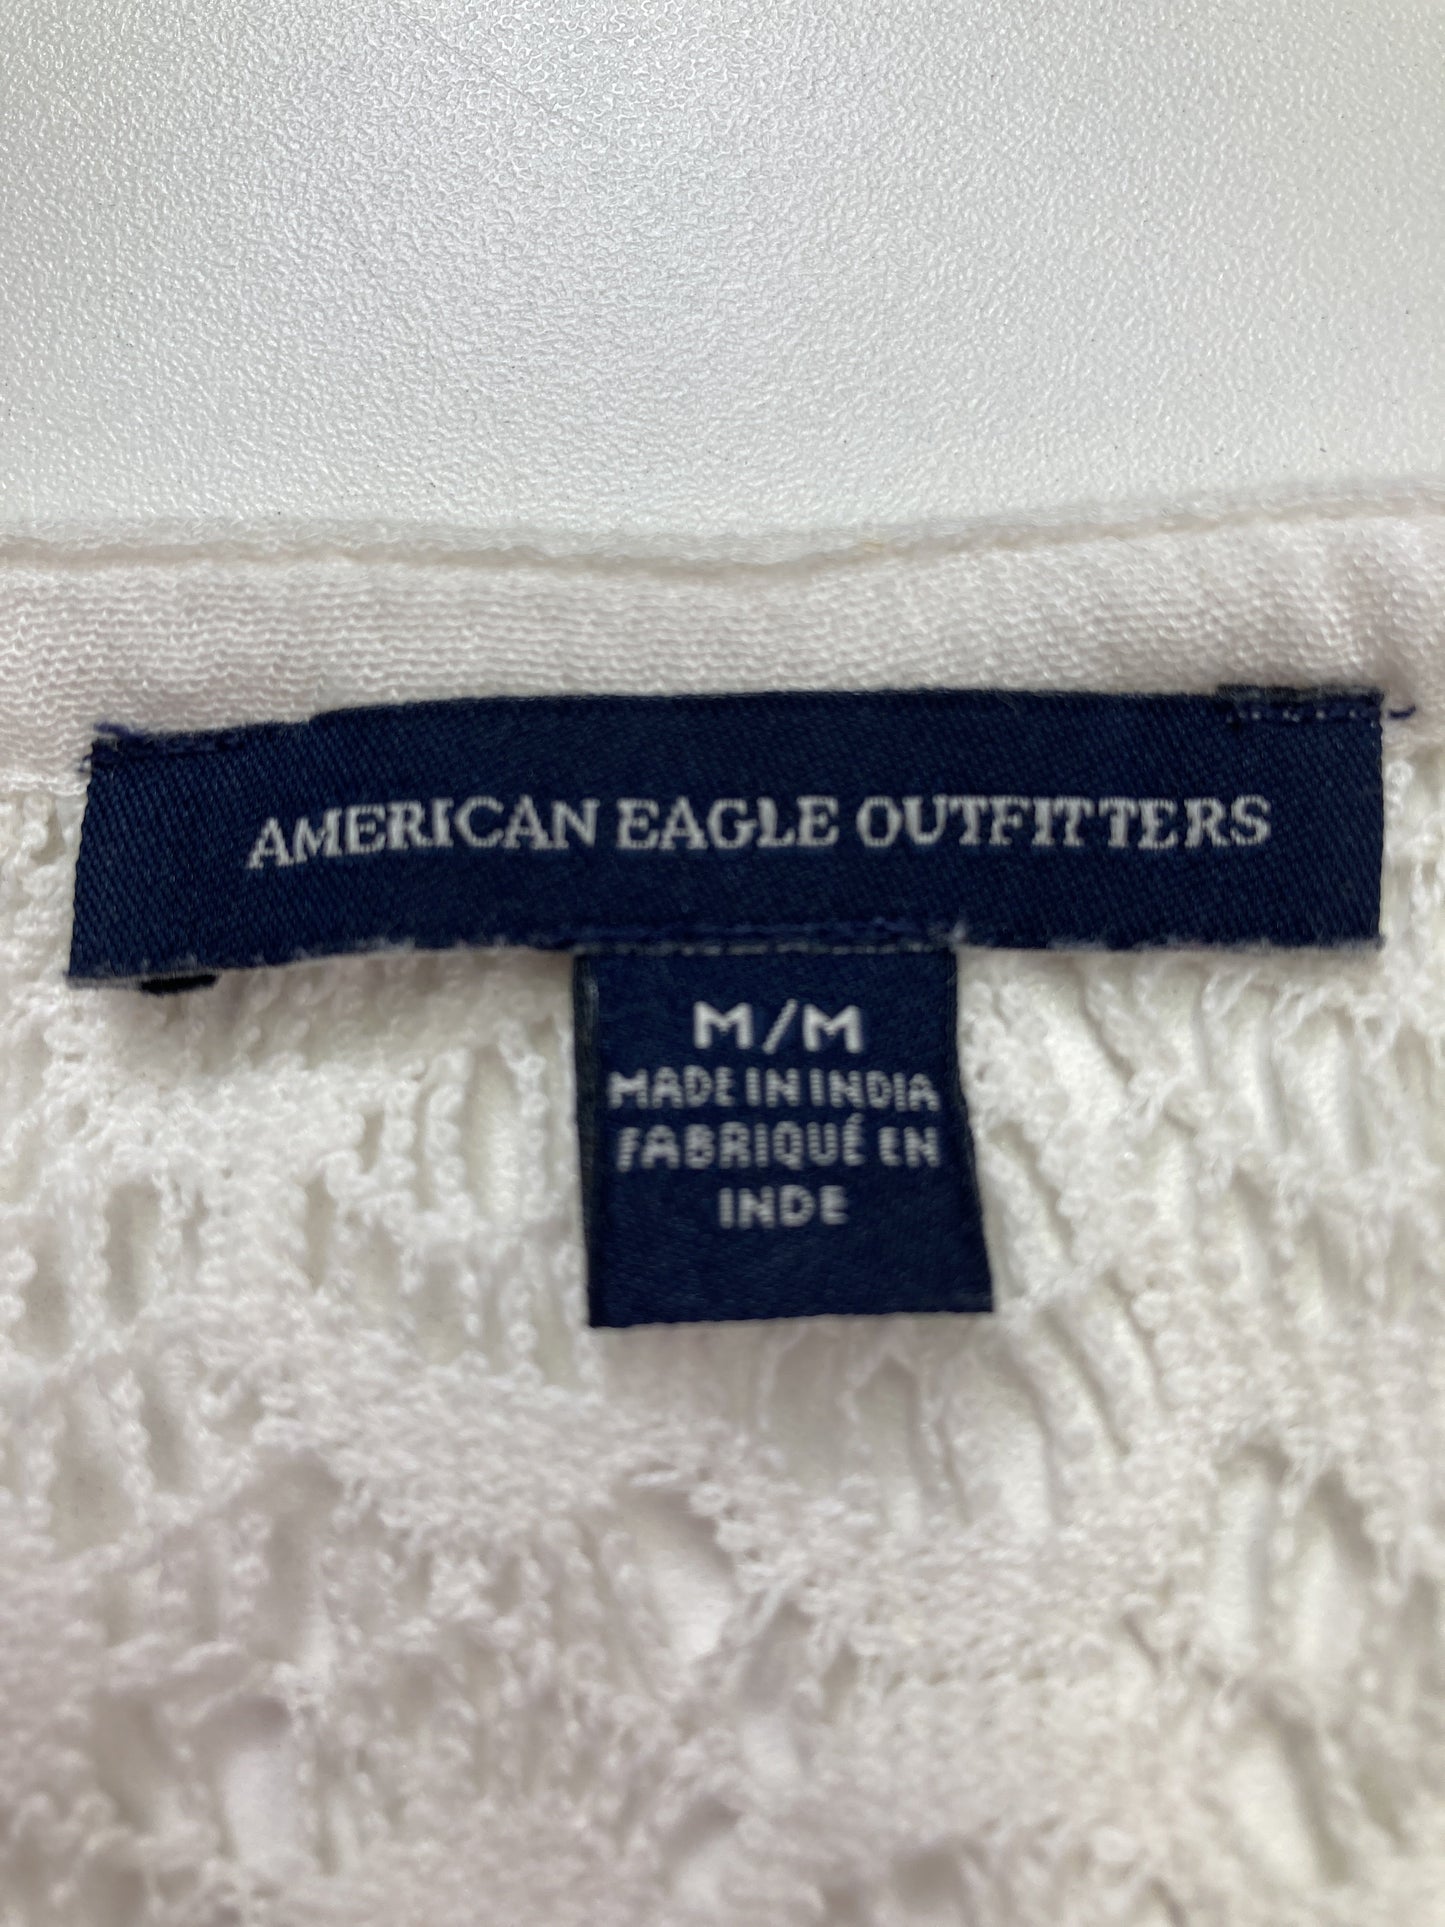 AMERICAN EAGLE OUTFITTERS
M/M
MADE IN INDIA
FABRIQUÉ EN
INDE